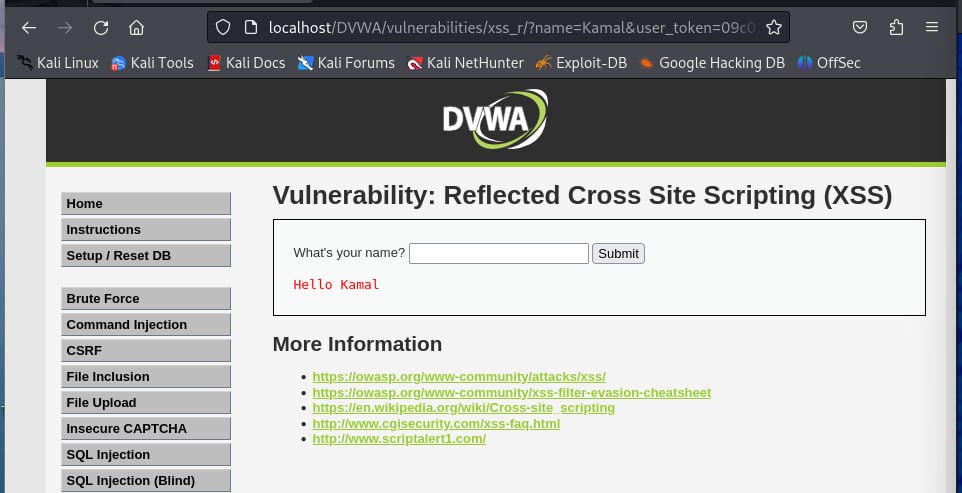 localhost/DVWA/vulnerabilities/xss_r/?name=Kamal&user_token=09c0
Kali Linux Kali Tools Kali Docs Kali Forums Kali NetHunter Exploit-DB Google Hacking DB OffSec
DVWA
Home
Instructions
Setup / Reset DB
Brute Force
Command Injection
CSRF
File Inclusion
File Upload
Insecure CAPTCHA
SQL Injection
SQL Injection (Blind)
Vulnerability: Reflected Cross Site Scripting (XSS)
What's your name? Submit
Hello Kamal
More Information
https://owasp.org/www-community/attacks/xss/
https://owasp.org/www-community/xss-filter-evasion-cheatsheet
https://en.wikipedia.org/wiki/Cross-site_scripting
http://www.cgisecurity.com/xss-faq.html
http://www.scriptalert1.com/